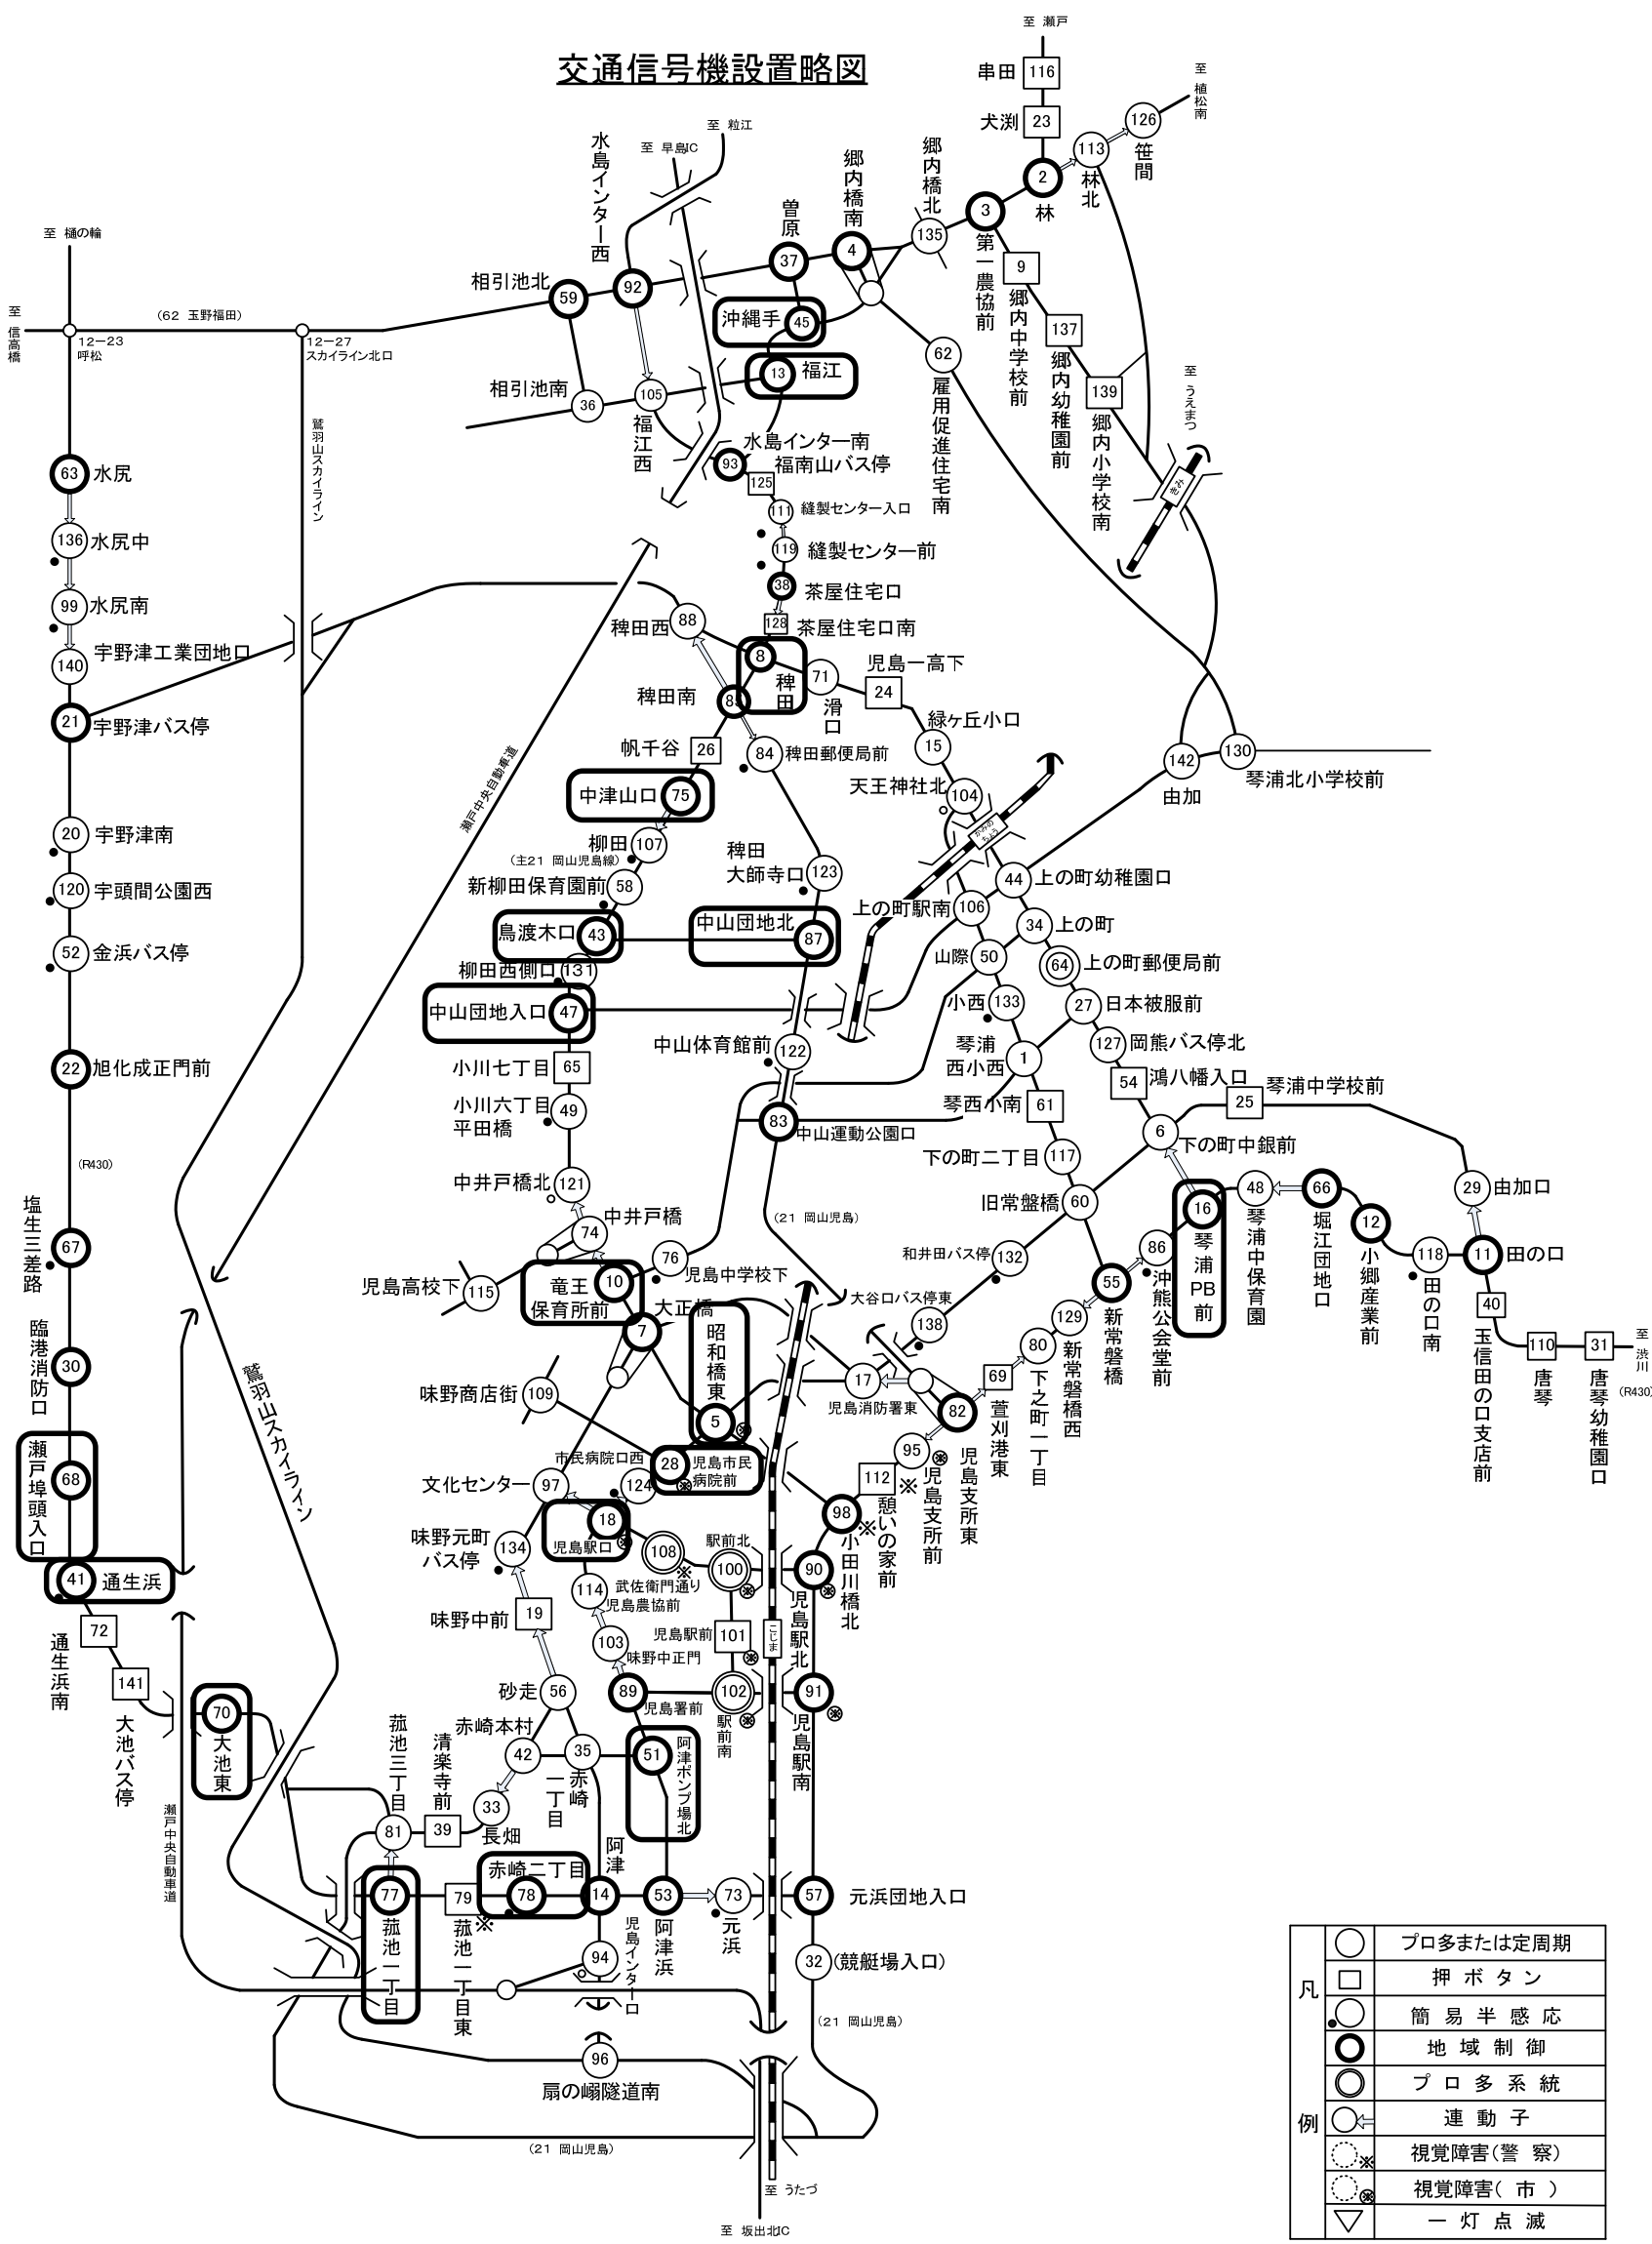 交通信号機設置略図
至 瀬戸
串田
116
犬渕
23
2
林
113
林北
126
笹間
至 植松南
至 粒江
至 早島IC
水島インター西
曽原
37
郷内橋南
4
郷内橋北
135
3
第一農協前
9
郷内中学校前
137
郷内幼稚園前
139
郷内小学校南
至 うえまつ
きみ
至 樋の輪
至 信高橋
(62 玉野福田)
12-23
呼松
12-27
スカイライン北口
鷲羽山スカイライン
相引池北
59
92
沖縄手
45
13
福江
相引池南
36
105
福江西
62
雇用促進住宅南
93
水島インター南
福南山バス停
125
111
縫製センター入口
119
縫製センター前
38
茶屋住宅口
128
茶屋住宅口南
63
水尻
136
水尻中
99
水尻南
140
宇野津工業団地口
21
宇野津バス停
20
宇野津南
120
宇頭間公園西
52
金浜バス停
22
旭化成正門前
(R430)
塩生三差路
67
臨港消防口
30
瀬戸埠頭入口
68
41
通生浜
72
通生浜南
141
大池バス停
70
大池東
瀬戸中央自動車道
鷲羽山スカイライン
瀬戸中央自動車道
稗田西
88
8
稗田
71
滑口
児島一高下
24
緑ヶ丘小口
15
天王神社北
104
かみのちょう
稗田南
85
帆千谷
26
84
稗田郵便局前
中津山口
75
柳田
107
(主21 岡山児島線)
新柳田保育園前
58
稗田
大師寺口
123
鳥渡木口
43
中山団地北
87
柳田西側口
131
中山団地入口
47
小川七丁目
65
小川六丁目
平田橋
49
中井戸橋北
121
中井戸橋
74
中山体育館前
122
83
中山運動公園口
(21 岡山児島)
142
由加
130
琴浦北小学校前
44
上の町幼稚園口
上の町駅南
106
34
上の町
山際
50
64
上の町郵便局前
小西
133
27
日本被服前
琴浦
西小西
1
127
岡熊バス停北
54
鴻八幡入口
琴西小南
61
25
琴浦中学校前
下の町二丁目
117
6
下の町中銀前
旧常盤橋
60
16
琴浦PB前
48
琴浦中保育園
66
堀江団地口
12
小郷産業前
118
田の口南
29
由加口
11
田の口
40
玉信田の口支店前
110
唐琴
31
唐琴幼稚園口
至 渋川
(R430)
和井田バス停
132
86
沖熊公会堂前
55
新常盤橋
129
新常盤橋西
80
下之町一丁目
69
萱刈港東
大谷口バス停東
138
17
児島消防署東
82
児島支所東
95
※
児島支所前
112
※
憩いの家前
98
※
小田川橋北
児島高校下
115
竜王
保育所前
10
76
児島中学校下
大正橋
7
昭和橋東
5
※
味野商店街
109
市民病院口西
28
児島市民
病院前
※
文化センター
97
124
18
児島駅口
※
108
※
駅前北
100
※
90
※
児島駅北
味野元町
バス停
134
114
武佐衛門通り
児島農協前
味野中前
19
103
味野中正門
児島駅前
101
※
こじま
砂走
56
89
児島署前
102
※
駅前南
91
※
児島駅南
赤崎本村
42
35
赤崎一丁目
51
阿津ポンプ場北
菰池三丁目
81
清楽寺前
39
33
長畑
77
菰池一丁目
79
※
菰池一丁目東
赤崎二丁目
78
阿津
14
53
阿津浜
73
元浜
57
元浜団地入口
94
児島インター口
32
(競艇場入口)
(21 岡山児島)
96
扇の嵶隧道南
(21 岡山児島)
至 うたづ
至 坂出北IC
凡例
プロ多または定周期
押ボタン
簡易半感応
地域制御
プロ多系統
連動子
※
視覚障害(警 察)
※
視覚障害( 市 )
一灯点滅